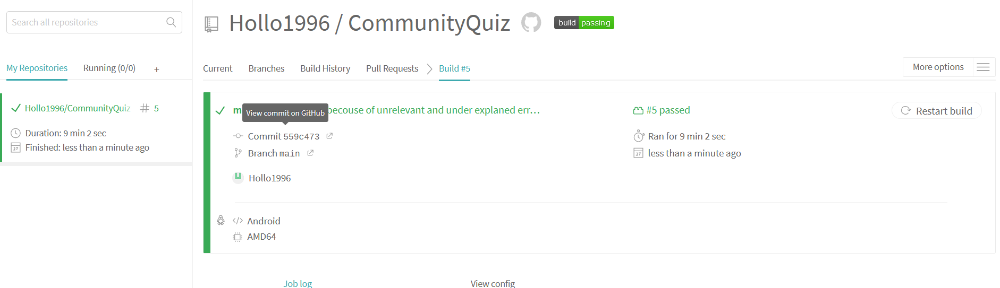 Search all repositories
Hollo1996 / CommunityQuiz
build passing
My Repositories
Running (0/0)
+
Current
Branches
Build History
Pull Requests
Build #5
More options
Hollo1996/CommunityQuiz
# 5
Duration: 9 min 2 sec
27
Finished: less than a minute ago
View commit on GitHub
becouse of unrelevant and under explaned err…
Commit 559c473
Branch main
Hollo1996
#5 passed
Ran for 9 min 2 sec
27
less than a minute ago
Restart build
Android
AMD64
Job log
View config